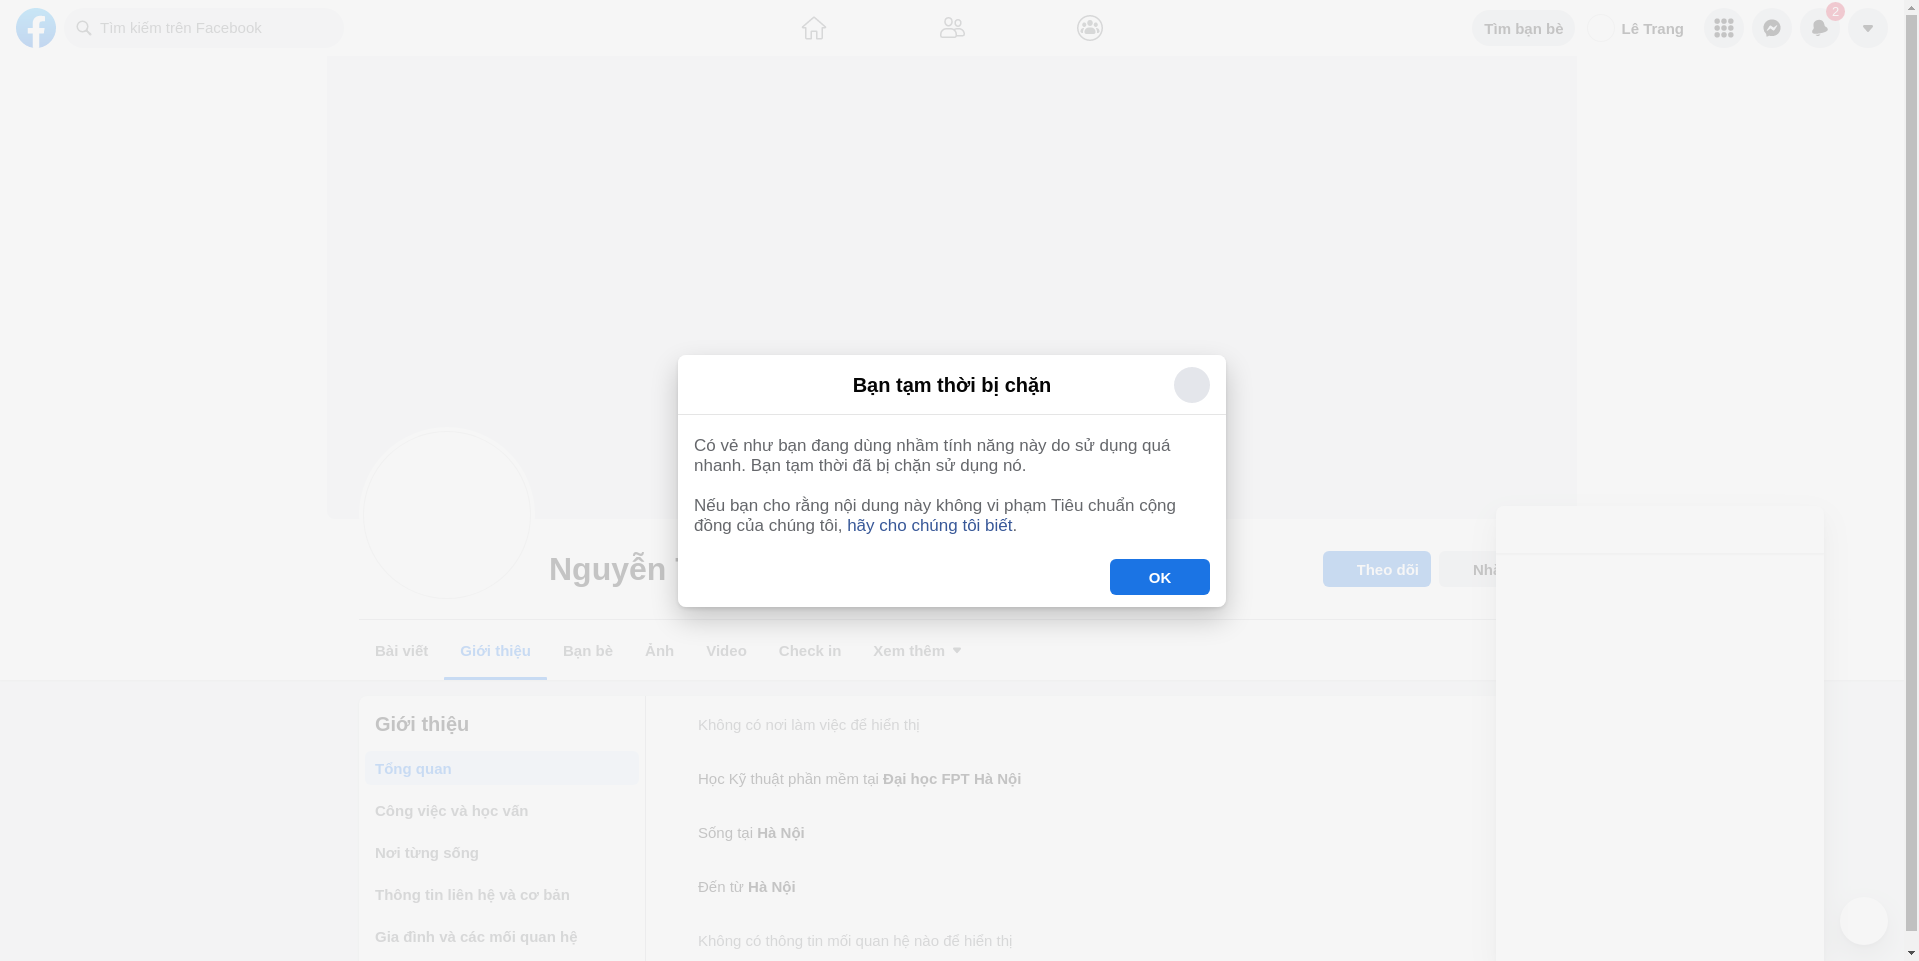 Tìm kiếm trên Facebook
Tìm bạn bè
Lê Trang
2
Bạn tạm thời bị chặn
Có vẻ như bạn đang dùng nhầm tính năng này do sử dụng quá
nhanh. Bạn tạm thời đã bị chặn sử dụng nó.
Nếu bạn cho rằng nội dung này không vi phạm Tiêu chuẩn cộng
đồng của chúng tôi, hãy cho chúng tôi biết.
OK
Nguyễn
Theo dõi
Bài viết
Giới thiệu
Bạn bè
Ảnh
Video
Check in
Xem thêm
Giới thiệu
Tổng quan
Công việc và học vấn
Nơi từng sống
Thông tin liên hệ và cơ bản
Gia đình và các mối quan hệ
Không có nơi làm việc để hiển thị
Học Kỹ thuật phần mềm tại Đại học FPT Hà Nội
Sống tại Hà Nội
Đến từ Hà Nội
Không có thông tin mối quan hệ nào để hiển thị